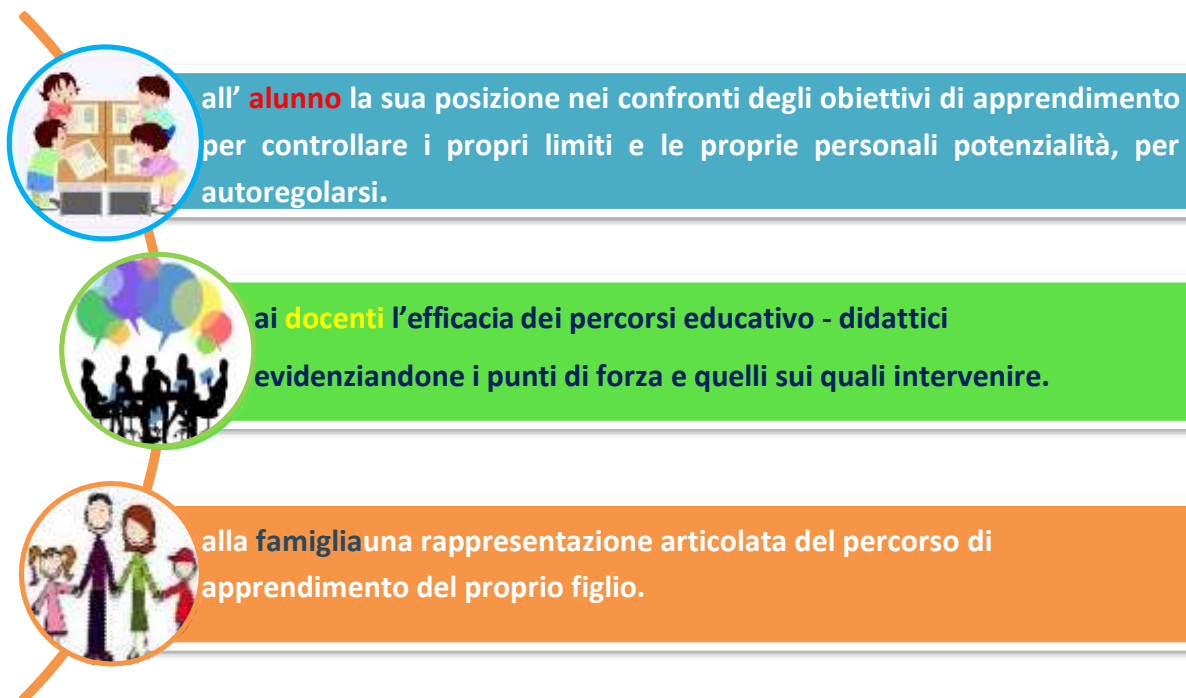 all’ alunno la sua posizione nei confronti degli obiettivi di apprendimento
per controllare i propri limiti e le proprie personali potenzialità, per
autoregolarsi.
ai docenti l’efficacia dei percorsi educativo - didattici
evidenziandone i punti di forza e quelli sui quali intervenire.
alla famigliauna rappresentazione articolata del percorso di
apprendimento del proprio figlio.